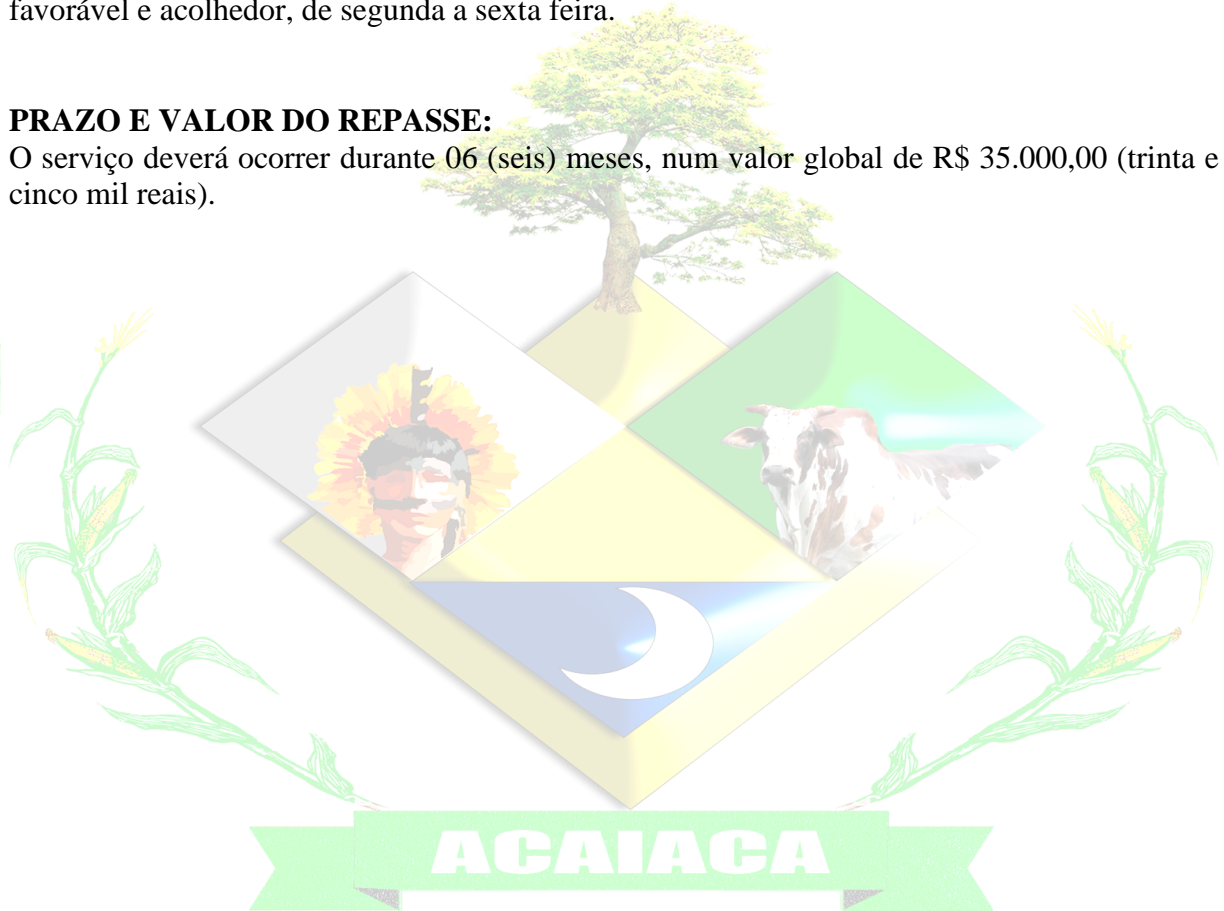 favorável e acolhedor, de segunda a sexta feira.
PRAZO E VALOR DO REPASSE:
O serviço deverá ocorrer durante 06 (seis) meses, num valor global de R$ 35.000,00 (trinta e
cinco mil reais).
ACAIACA